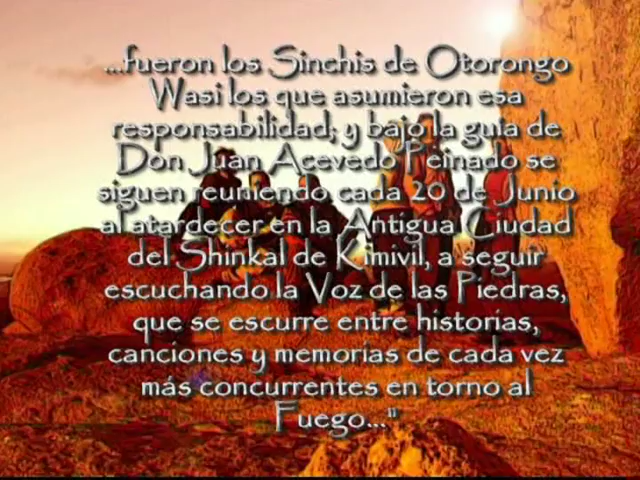 ...fueron los Sinchis de Otorongo
Wasi los que asumieron esa
responsabilidad; y bajo la guia de
Don Juan Acevedo Peinado se
siguen reuniendo cada 20 de Junio
al atardecer en la Antigua Ciudad
del Shinkal de Kimivil, a seguir
escuchando la Voz de las Piedras,
que se escurre entre historias,
canciones y memorias de cada vez
más concurrentes en torno al
Fuego..."